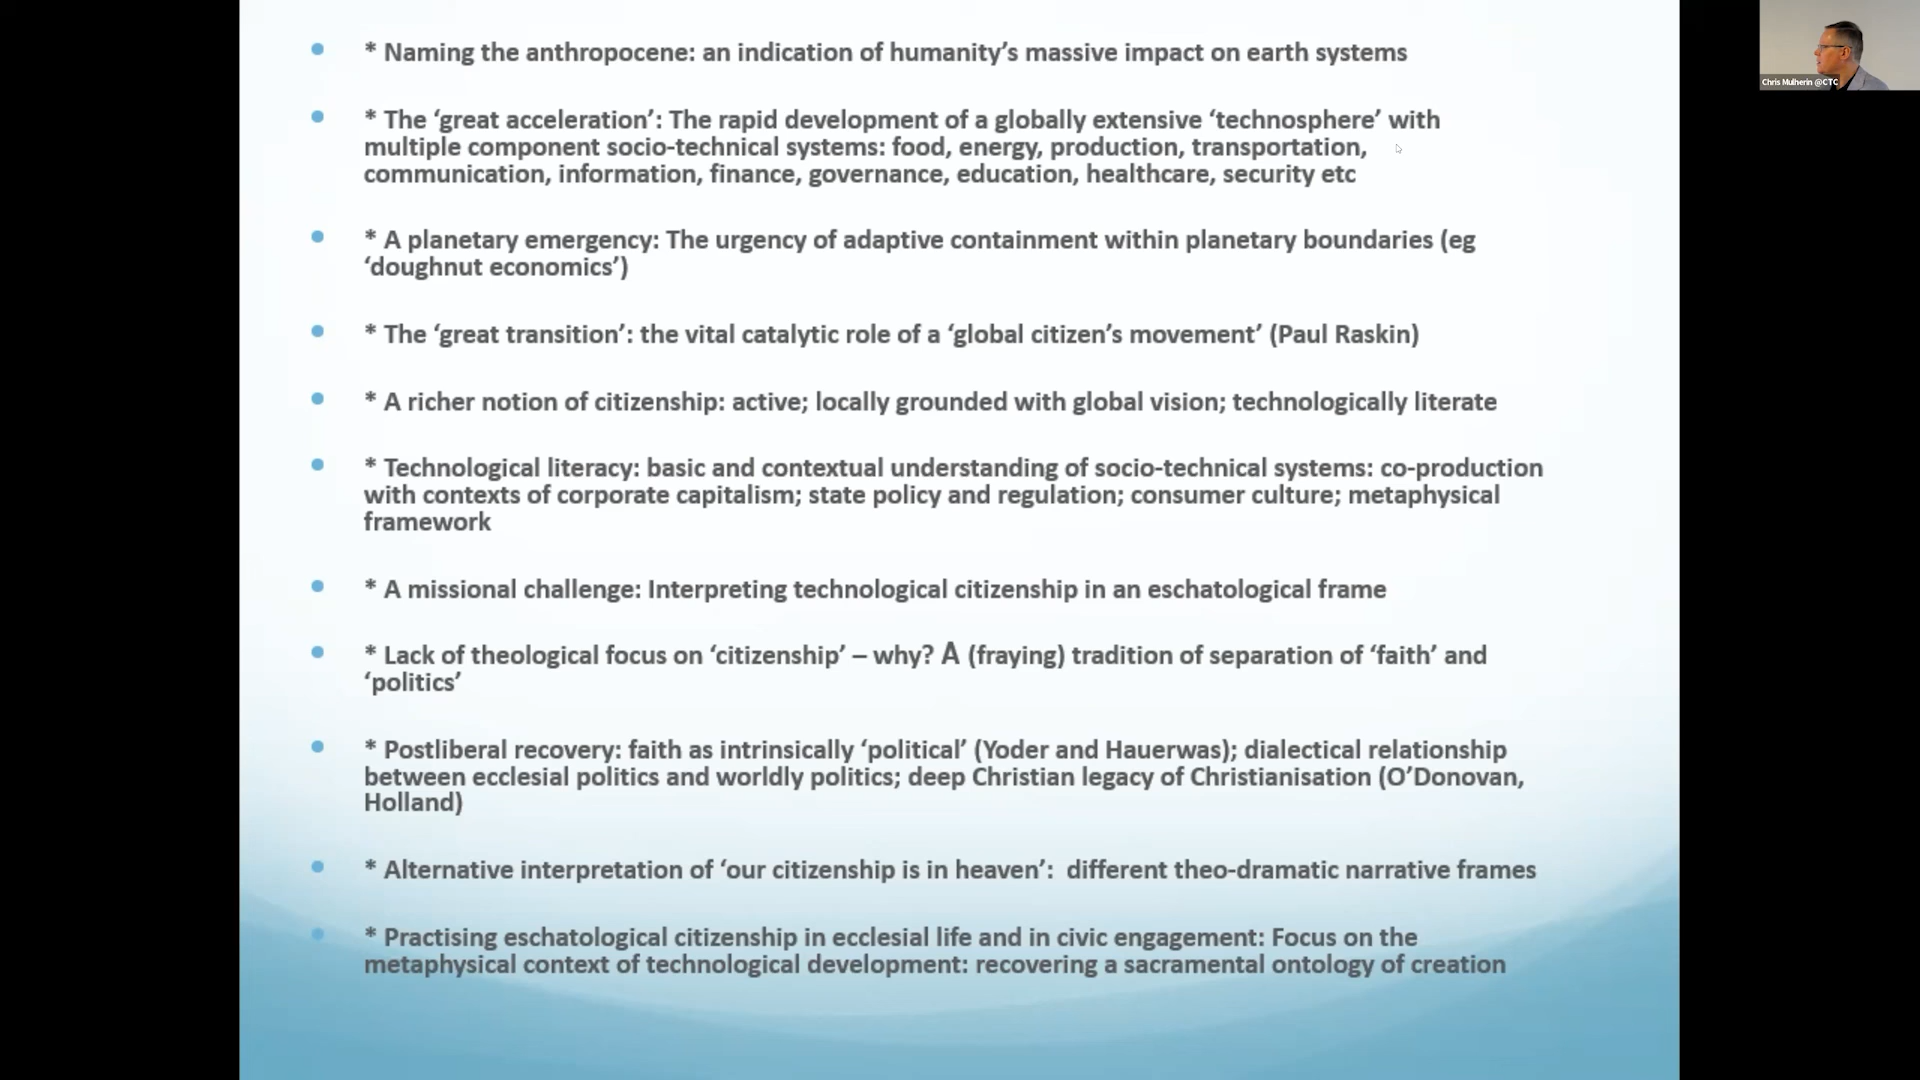 * Naming the anthropocene: an indication of humanity’s massive impact on earth systems
* The ‘great acceleration’: The rapid development of a globally extensive ‘technosphere’ with
multiple component socio-technical systems: food, energy, production, transportation,
communication, information, finance, governance, education, healthcare, security etc
* A planetary emergency: The urgency of adaptive containment within planetary boundaries (eg
‘doughnut economics’)
* The ‘great transition’: the vital catalytic role of a ‘global citizen’s movement’ (Paul Raskin)
* A richer notion of citizenship: active; locally grounded with global vision; technologically literate
* Technological literacy: basic and contextual understanding of socio-technical systems: co-production
with contexts of corporate capitalism; state policy and regulation; consumer culture; metaphysical
framework
* A missional challenge: Interpreting technological citizenship in an eschatological frame
* Lack of theological focus on ‘citizenship’ – why? A (fraying) tradition of separation of ‘faith’ and
‘politics’
* Postliberal recovery: faith as intrinsically ‘political’ (Yoder and Hauerwas); dialectical relationship
between ecclesial politics and worldly politics; deep Christian legacy of Christianisation (O’Donovan,
Holland)
* Alternative interpretation of ‘our citizenship is in heaven’:  different theo-dramatic narrative frames
* Practising eschatological citizenship in ecclesial life and in civic engagement: Focus on the
metaphysical context of technological development: recovering a sacramental ontology of creation
Chris Mulherin @CTC